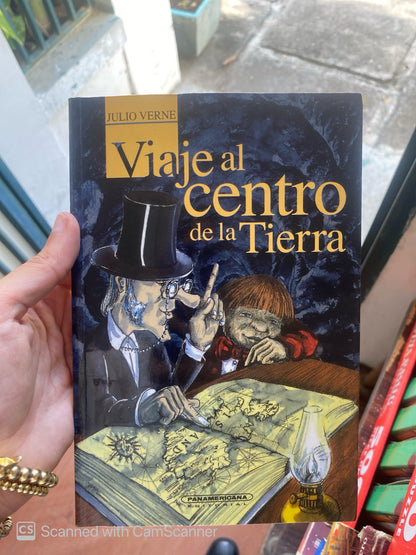 JULIO VERNE
Viaje al
centro
de la Tierra
PANAMERICANA
EDITORIAL
CS Scanned with CamScanner